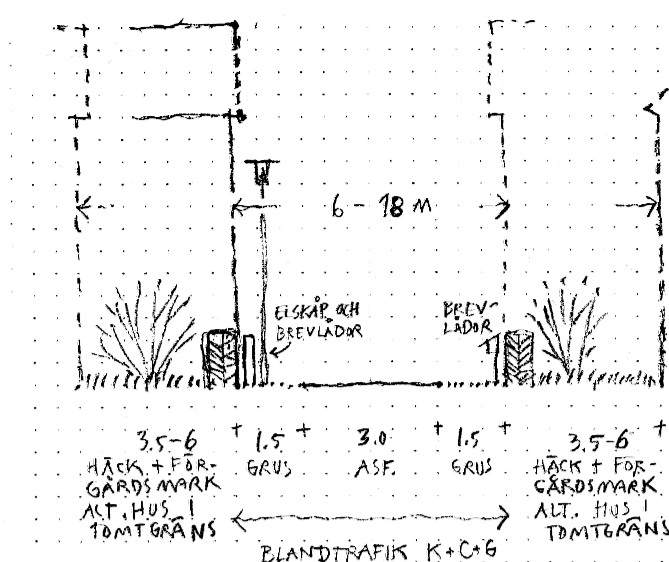 6 - 18 M
ELSKÅP OCH
BREVLÅDOR
BREV-
LÅDOR
3.5-6
HÄCK + FÖR-
GÅRDSMARK
ALT. HUS I
TOMTGRÄNS
1.5
GRUS
3.0
ASF.
1.5
GRUS
3.5-6
HÄCK + FÖR-
GÅRDSMARK
ALT. HUS I
TOMTGRÄNS
BLANDTRAFIK K+C+G